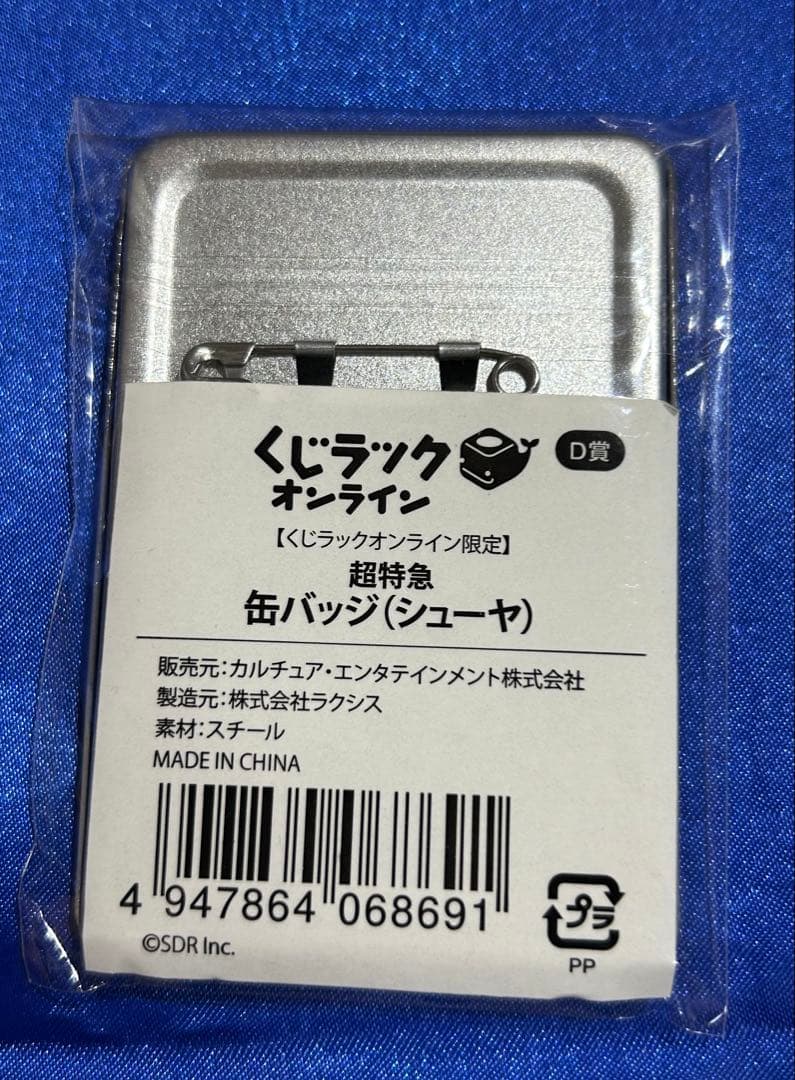 くじラック
オンライン
D賞
【くじラックオンライン限定】
超特急
缶バッジ(シューヤ)
販売元:カルチュア・エンタテインメント株式会社
製造元:株式会社ラクシス
素材:スチール
MADE IN CHINA
4 947864 068691
©SDR Inc.
プラ
PP